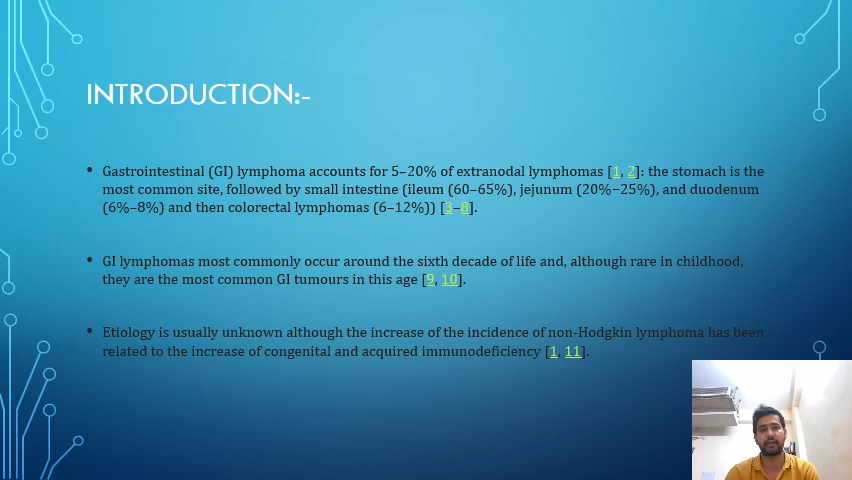 INTRODUCTION:-
• Gastrointestinal (GI) lymphoma accounts for 5–20% of extranodal lymphomas [1, 2]: the stomach is the
most common site, followed by small intestine (ileum (60–65%), jejunum (20%–25%), and duodenum
(6%–8%) and then colorectal lymphomas (6–12%)) [3–8].
• GI lymphomas most commonly occur around the sixth decade of life and, although rare in childhood,
they are the most common GI tumours in this age [9, 10].
• Etiology is usually unknown although the increase of the incidence of non-Hodgkin lymphoma has been
related to the increase of congenital and acquired immunodeficiency [1, 11].